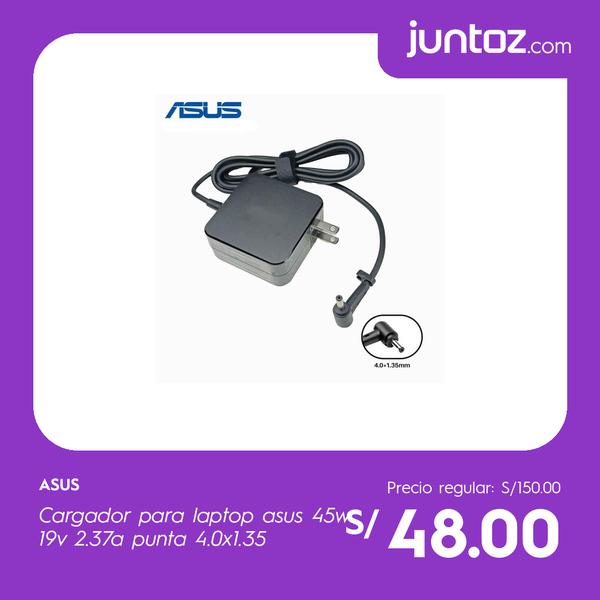 juntoz.com
ASUS
4.0*1.35mm
ASUS
Cargador para laptop asus 45w
19v 2.37a punta 4.0x1.35
Precio regular: S/150.00
S/ 48.00